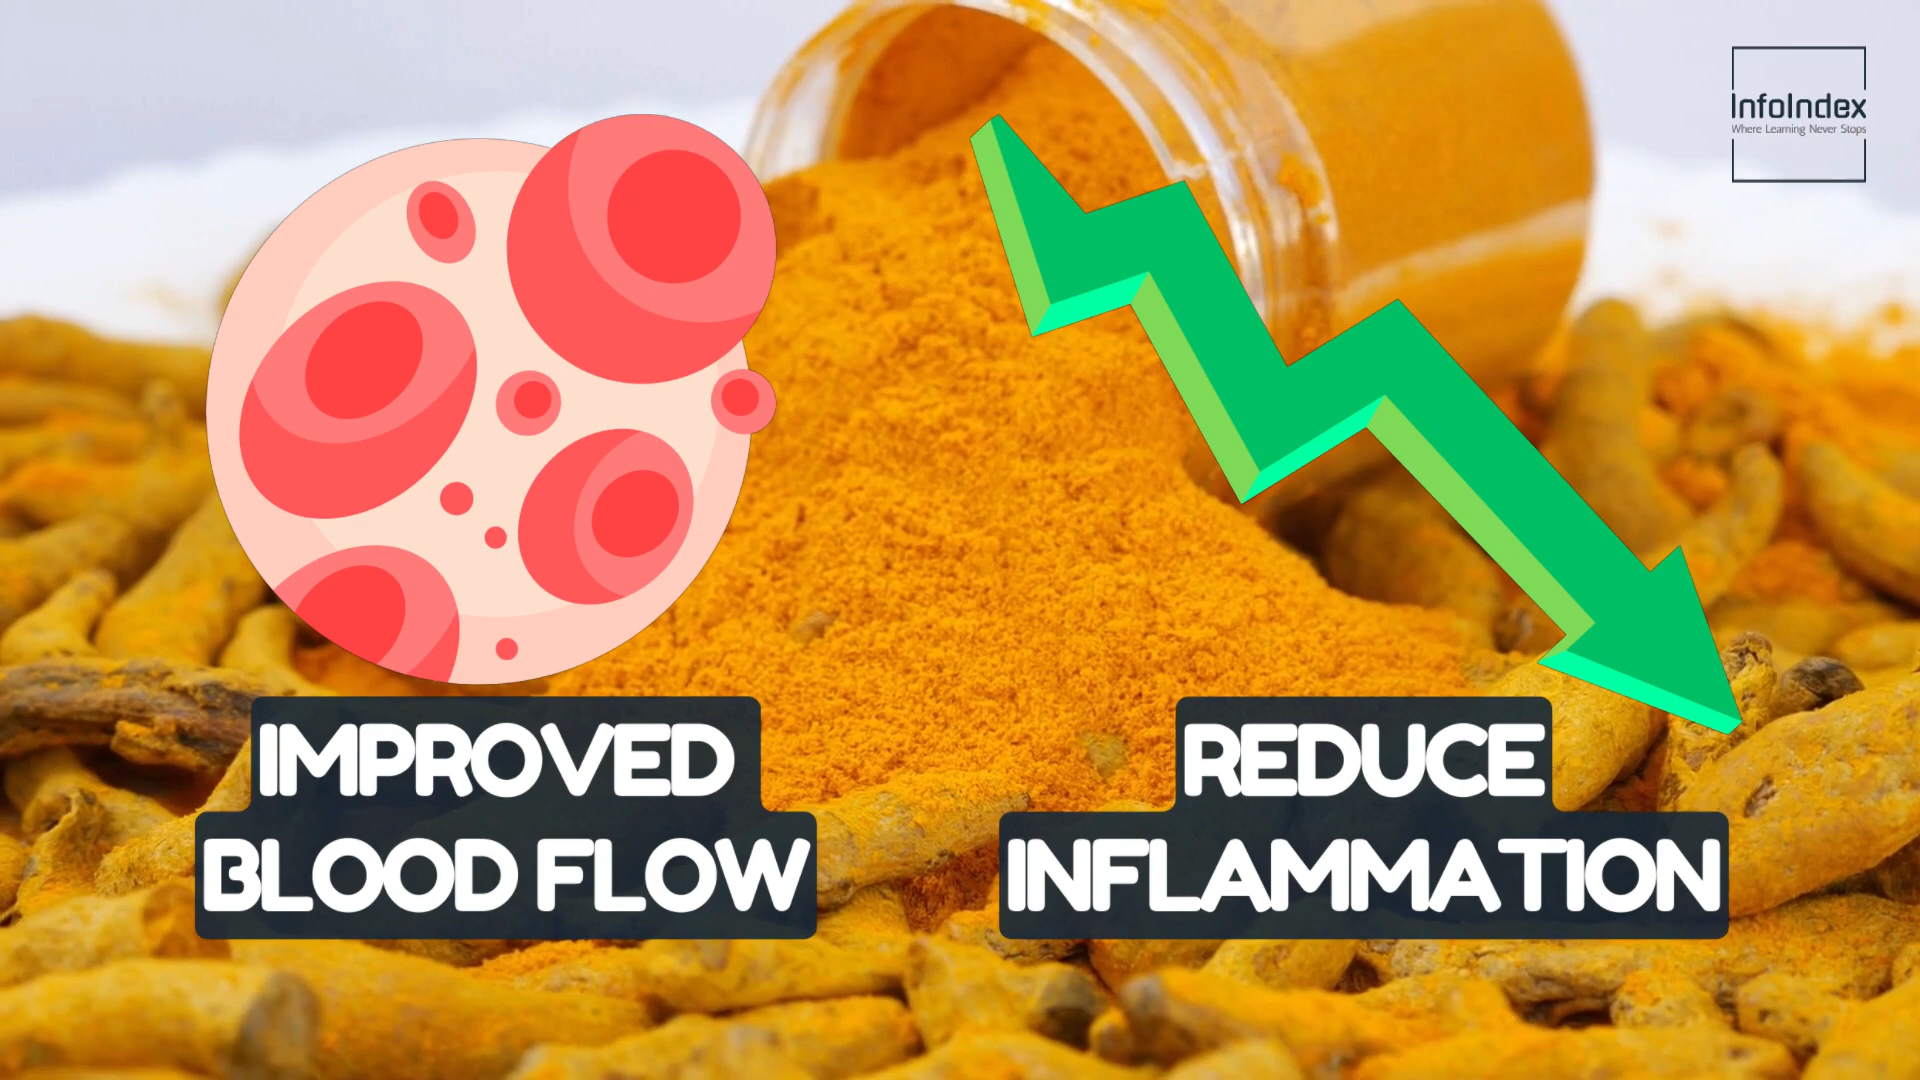 InfoIndex
Where Learning Never Stops
IMPROVED
BLOOD FLOW
REDUCE
INFLAMMATION